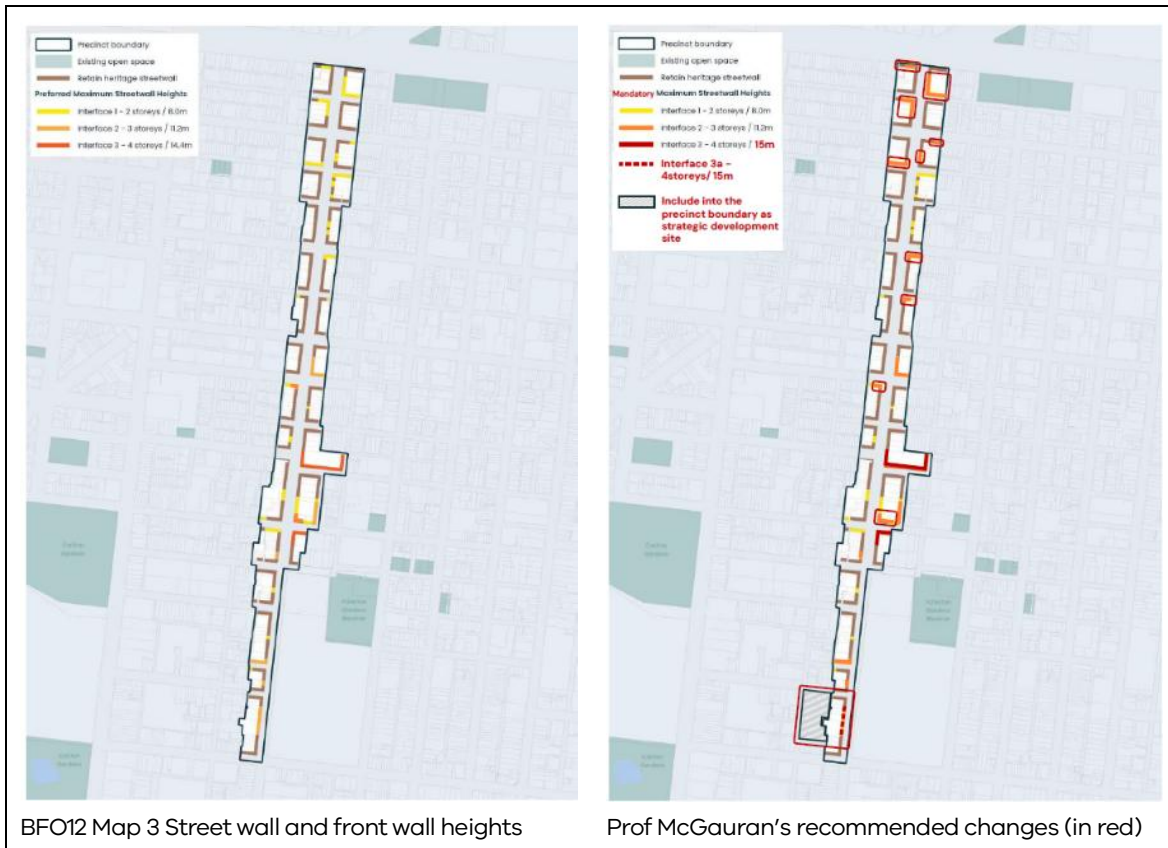 Precinct boundary
Existing open space
Retain heritage streetwall
Preferred Maximum Streetwall Heights
Interface 1 - 2 storeys / 8.0m
Interface 2 - 3 storeys / 11.2m
Interface 3 - 4 storeys / 14.4m
BFO12 Map 3 Street wall and front wall heights
Precinct boundary
Existing open space
Retain heritage streetwall
Mandatory Maximum Streetwall Heights
Interface 1 - 2 storeys / 8.0m
Interface 2 - 3 storeys / 11.2m
Interface 3 - 4 storeys / 15m
Interface 3a -
4storeys/ 15m
Include into the
precinct boundary as
strategic development
site
Prof McGauran's recommended changes (in red)